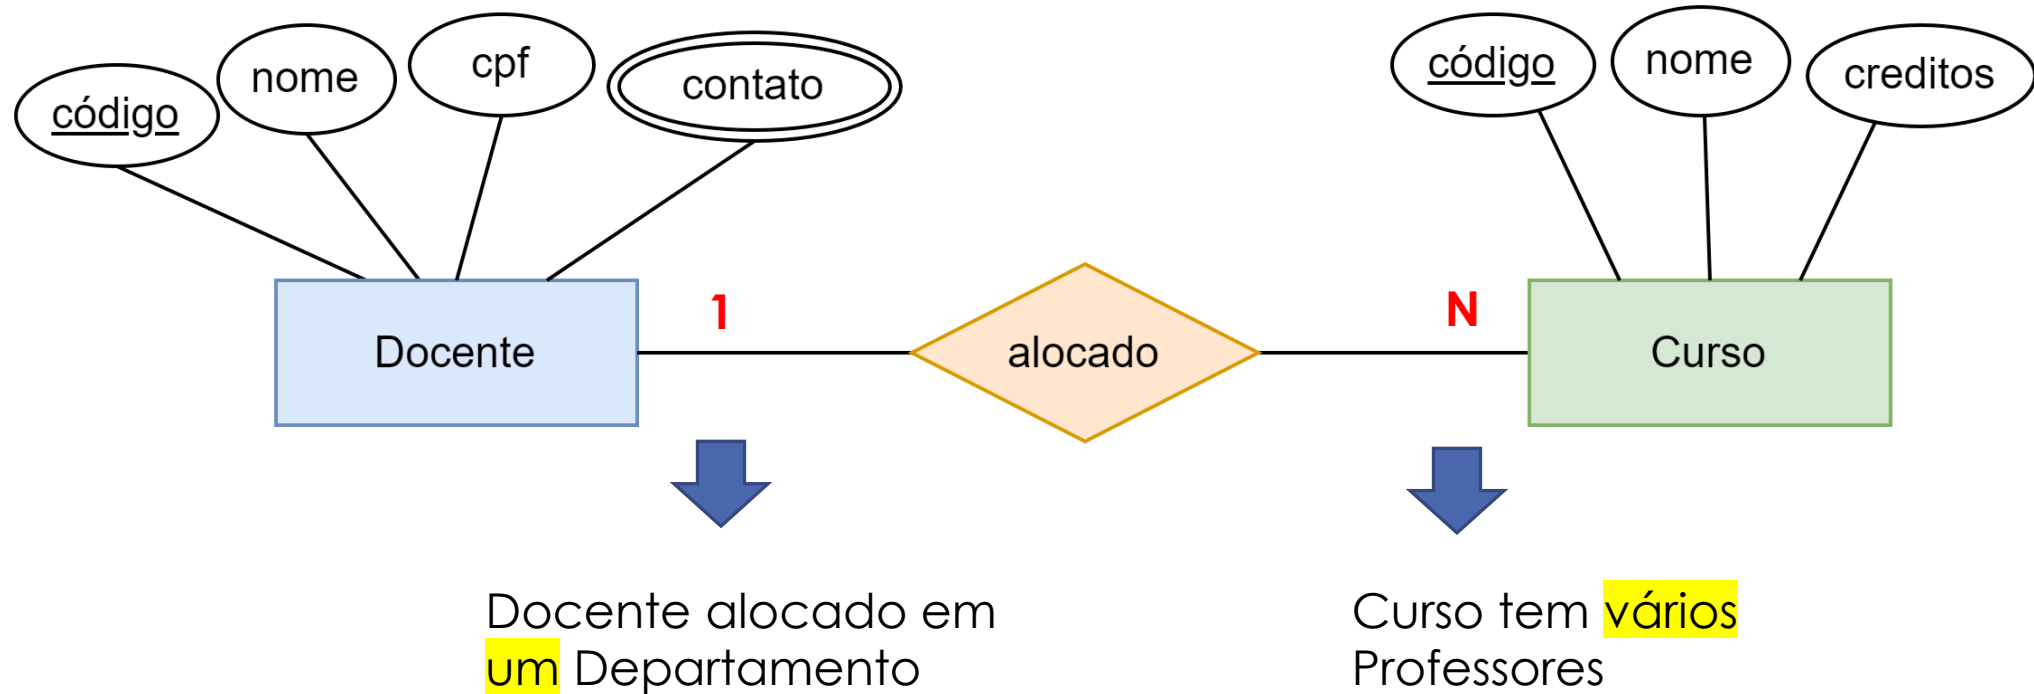 código
nome
cpf
contato
código
nome
creditos
Docente
1
alocado
N
Curso
Docente alocado em
um Departamento
Curso tem vários
Professores